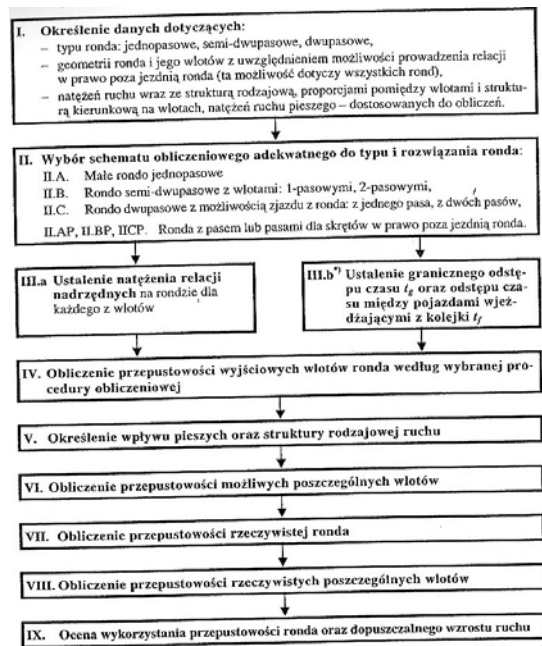 I. Określenie danych dotyczących:
– typu ronda: jednopasowe, semi-dwupasowe, dwupasowe,
– geometrii ronda i jego wlotów z uwzględnieniem możliwości prowadzenia relacji
w prawo poza jezdnią ronda (ta możliwość dotyczy wszystkich rond),
– natężeń ruchu wraz ze strukturą rodzajową, proporcjami pomiędzy wlotami i struktu-
rą kierunkową na wlotach, natężeń ruchu pieszego – dostosowanych do obliczeń.
II. Wybór schematu obliczeniowego adekwatnego do typu i rozwiązania ronda:
II.A. Małe rondo jednopasowe
II.B. Rondo semi-dwupasowe z wlotami: 1-pasowymi, 2-pasowymi,
II.C. Rondo dwupasowe z możliwością zjazdu z ronda: z jednego pasa, z dwóch pasów,
II.AP, II.BP, IICP. Ronda z pasem lub pasami dla skrętów w prawo poza jezdnią ronda.
III.a Ustalenie natężenia relacji
nadrzędnych na rondzie dla
każdego z wlotów
III.b*) Ustalenie granicznego odstę-
pu czasu tg oraz odstępu cza-
su między pojazdami wjeż-
dżającymi z kolejki tf
IV. Obliczenie przepustowości wyjściowych wlotów ronda według wybranej pro-
cedury obliczeniowej
V. Określenie wpływu pieszych oraz struktury rodzajowej ruchu
VI. Obliczenie przepustowości możliwych poszczególnych wlotów
VII. Obliczenie przepustowości rzeczywistej ronda
VIII. Obliczenie przepustowości rzeczywistych poszczególnych wlotów
IX. Ocena wykorzystania przepustowości ronda oraz dopuszczalnego wzrostu ruchu